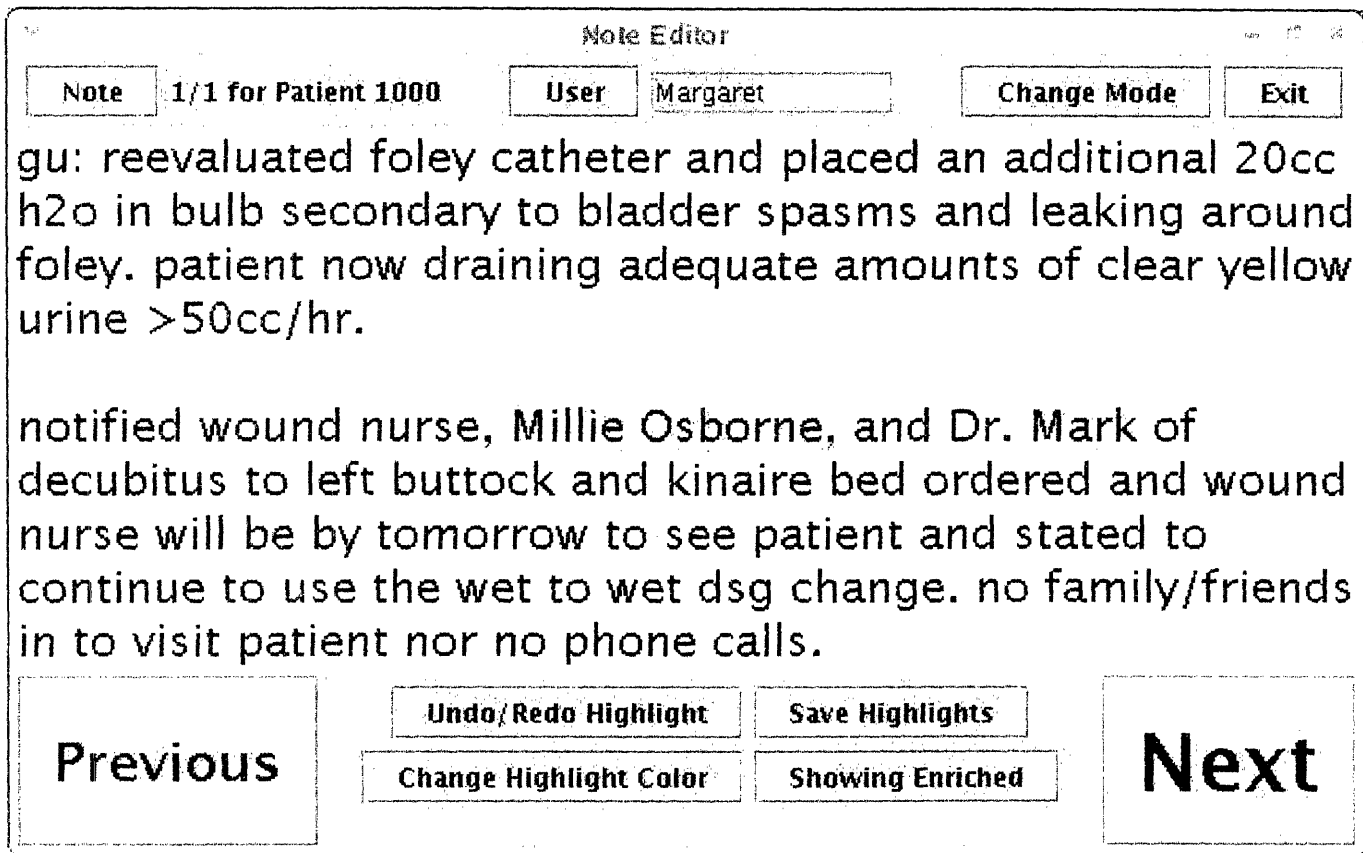 Note Editor
Note 1/1 for Patient 1000 User Margaret Change Mode Exit
gu: reevaluated foley catheter and placed an additional 20cc
h2o in bulb secondary to bladder spasms and leaking around
foley. patient now draining adequate amounts of clear yellow
urine >50cc/hr.
notified wound nurse, Millie Osborne, and Dr. Mark of
decubitus to left buttock and kinaire bed ordered and wound
nurse will be by tomorrow to see patient and stated to
continue to use the wet to wet dsg change. no family/friends
in to visit patient nor no phone calls.
Previous
Undo/Redo Highlight Save Highlights
Change Highlight Color Showing Enriched
Next